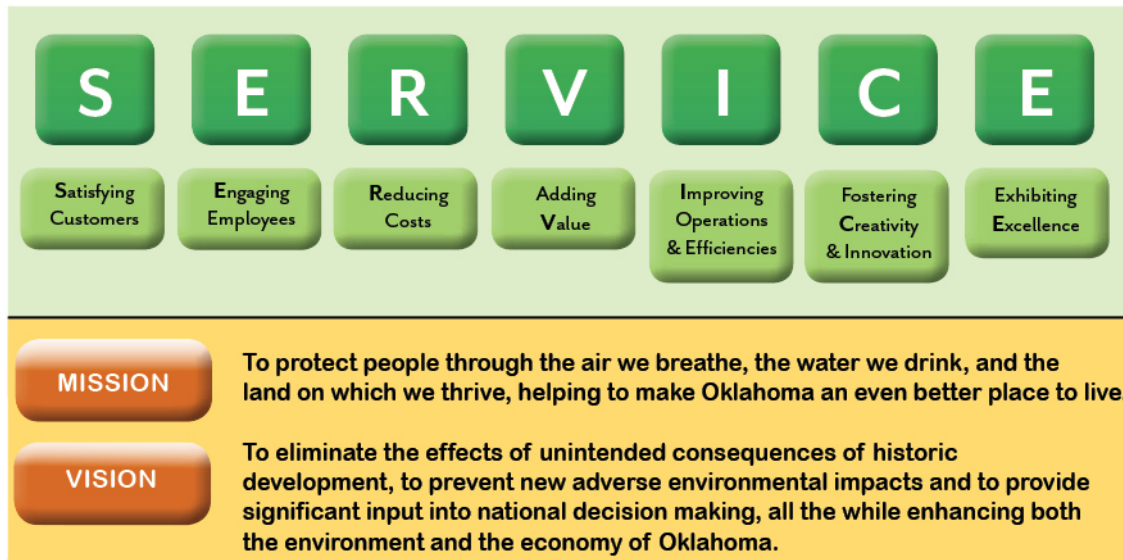 S E R V I C E
Satisfying
Customers
Engaging
Employees
Reducing
Costs
Adding
Value
Improving
Operations
& Efficiencies
Fostering
Creativity
& Innovation
Exhibiting
Excellence
MISSION
To protect people through the air we breathe, the water we drink, and the
land on which we thrive, helping to make Oklahoma an even better place to live.
VISION
To eliminate the effects of unintended consequences of historic
development, to prevent new adverse environmental impacts and to provide
significant input into national decision making, all the while enhancing both
the environment and the economy of Oklahoma.